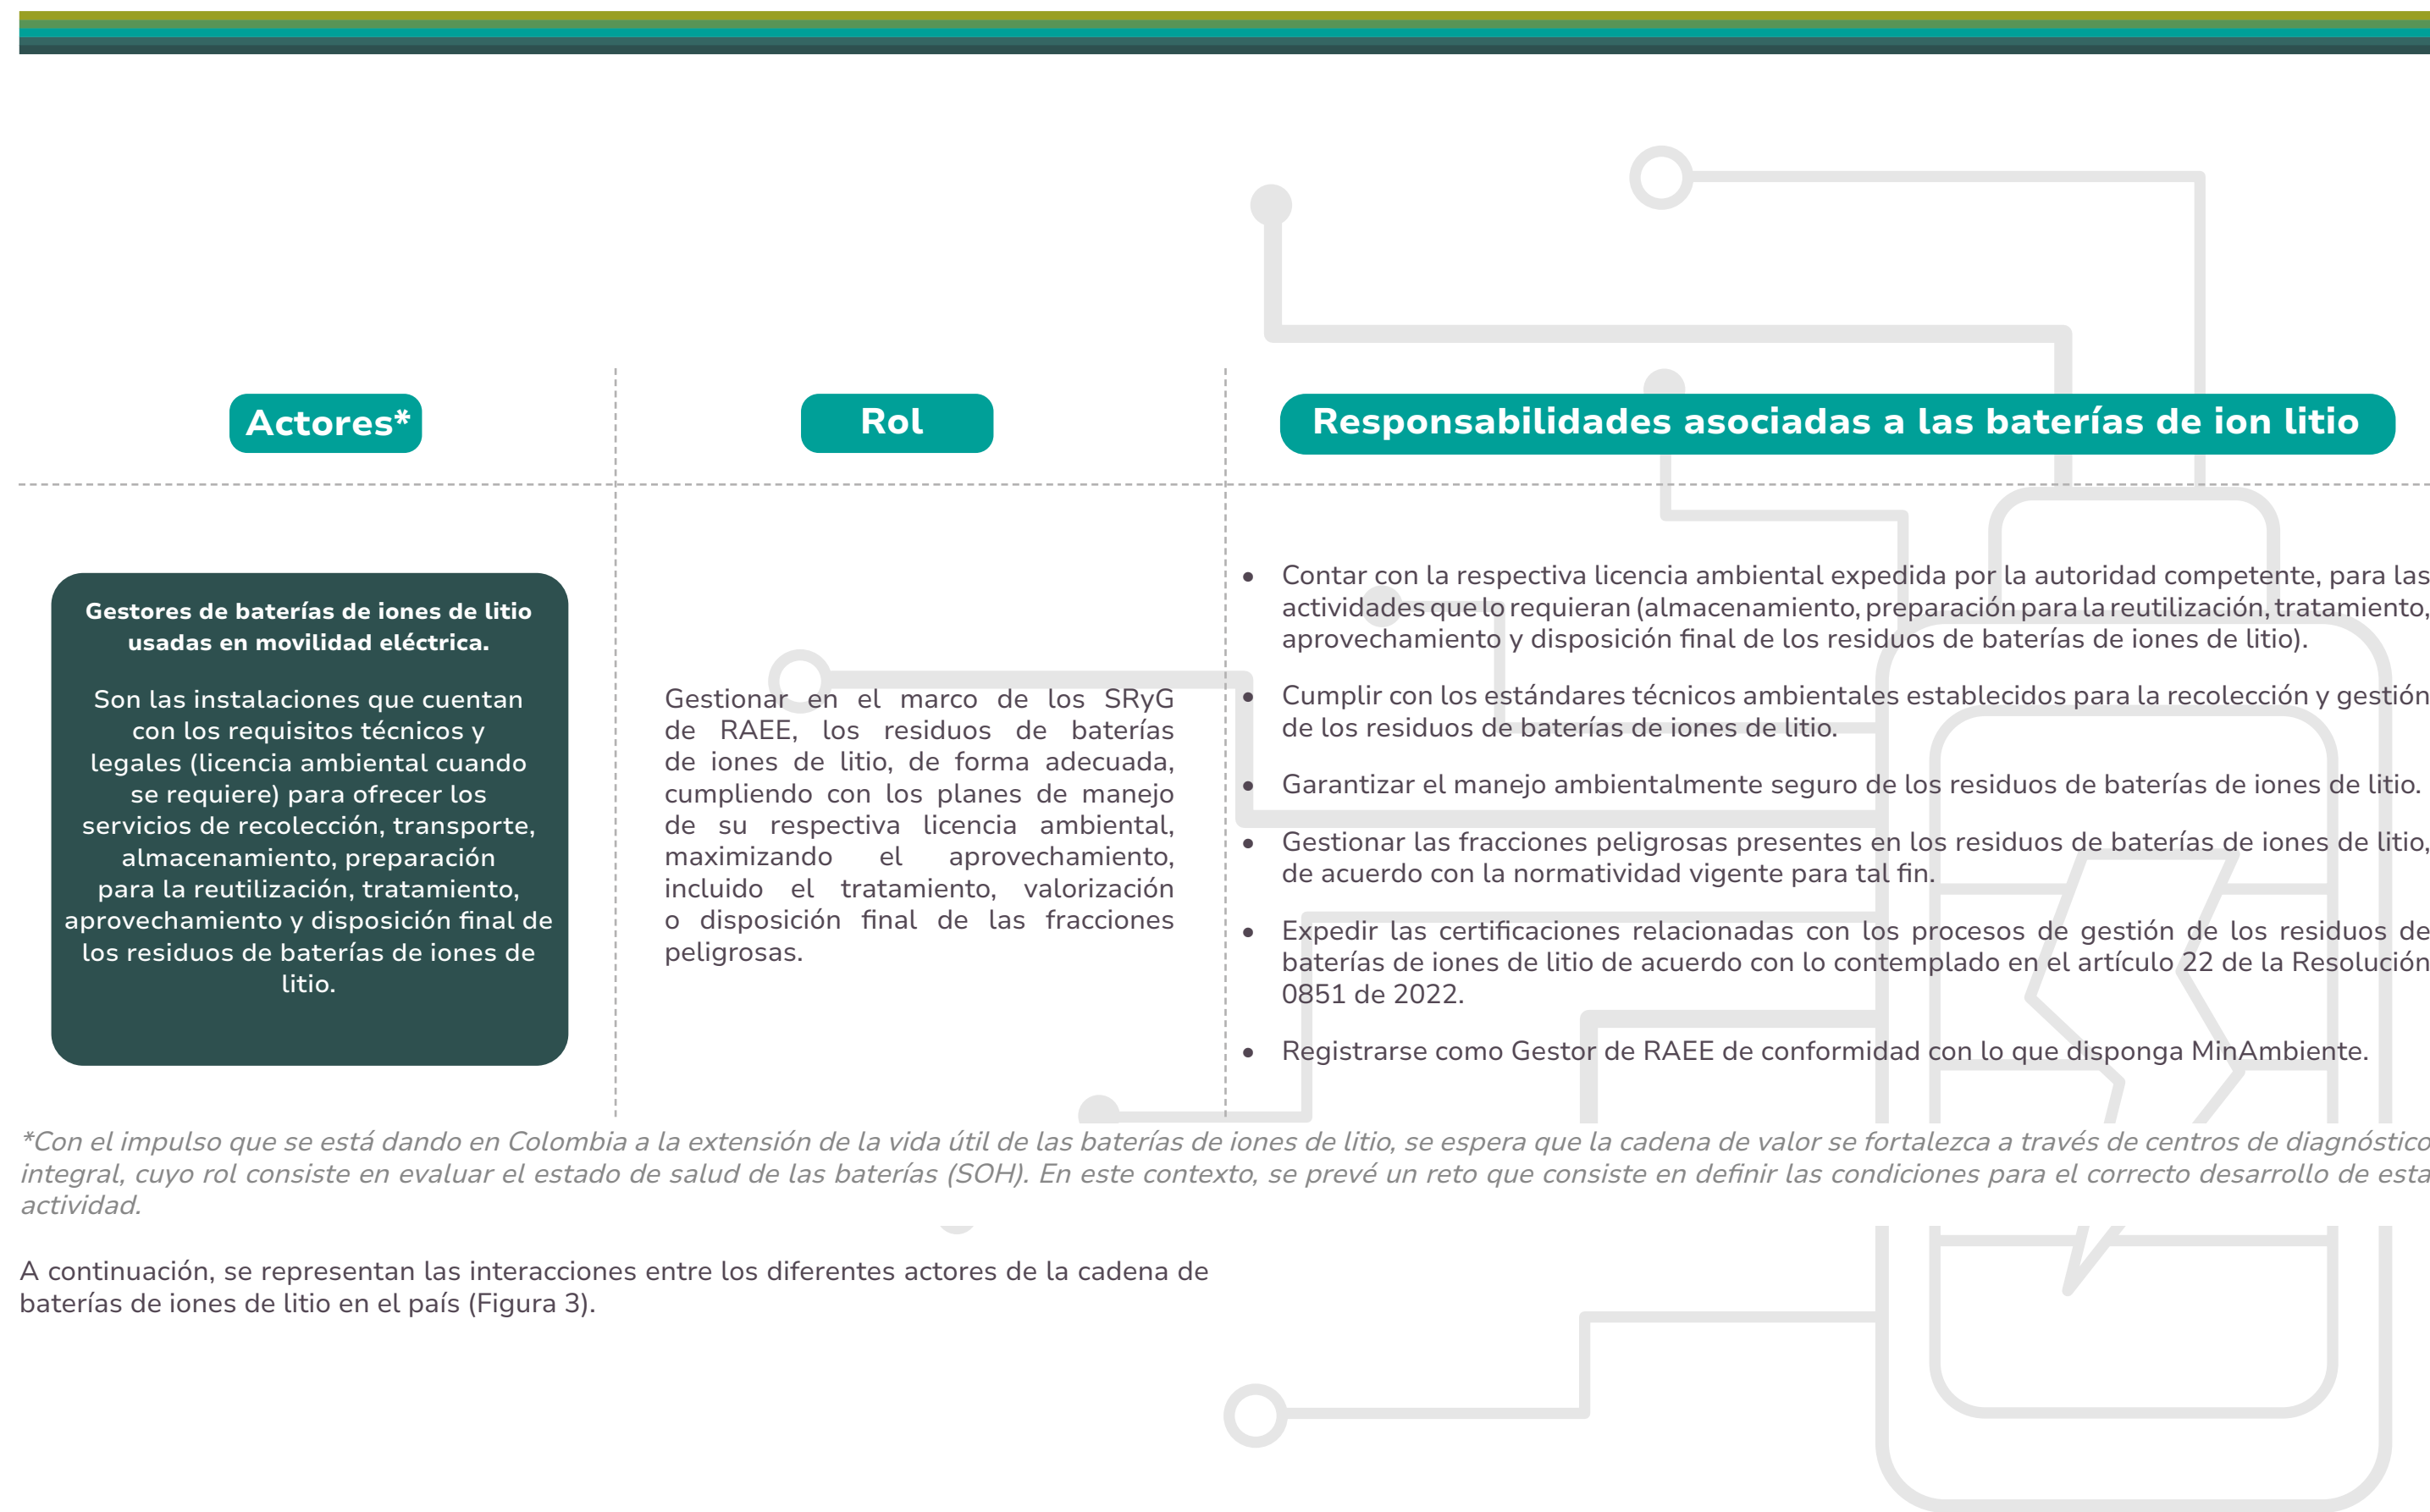 Actores*
Rol
Responsabilidades asociadas a las baterías de ion litio
Gestores de baterías de iones de litio
usadas en movilidad eléctrica.
Son las instalaciones que cuentan
con los requisitos técnicos y
legales (licencia ambiental cuando
se requiere) para ofrecer los
servicios de recolección, transporte,
almacenamiento, preparación
para la reutilización, tratamiento,
aprovechamiento y disposición final de
los residuos de baterías de iones de
litio.
Gestionar en el marco de los SRyG
de RAEE, los residuos de baterías
de iones de litio, de forma adecuada,
cumpliendo con los planes de manejo
de su respectiva licencia ambiental,
maximizando el aprovechamiento,
incluido el tratamiento, valorización
o disposición final de las fracciones
peligrosas.
• Contar con la respectiva licencia ambiental expedida por la autoridad competente, para las
actividades que lo requieran (almacenamiento, preparación para la reutilización, tratamiento,
aprovechamiento y disposición final de los residuos de baterías de iones de litio).
• Cumplir con los estándares técnicos ambientales establecidos para la recolección y gestión
de los residuos de baterías de iones de litio.
• Garantizar el manejo ambientalmente seguro de los residuos de baterías de iones de litio.
• Gestionar las fracciones peligrosas presentes en los residuos de baterías de iones de litio,
de acuerdo con la normatividad vigente para tal fin.
• Expedir las certificaciones relacionadas con los procesos de gestión de los residuos de
baterías de iones de litio de acuerdo con lo contemplado en el artículo 22 de la Resolución
0851 de 2022.
• Registrarse como Gestor de RAEE de conformidad con lo que disponga MinAmbiente.
*Con el impulso que se está dando en Colombia a la extensión de la vida útil de las baterías de iones de litio, se espera que la cadena de valor se fortalezca a través de centros de diagnóstico
integral, cuyo rol consiste en evaluar el estado de salud de las baterías (SOH). En este contexto, se prevé un reto que consiste en definir las condiciones para el correcto desarrollo de esta
actividad.
A continuación, se representan las interacciones entre los diferentes actores de la cadena de
baterías de iones de litio en el país (Figura 3).